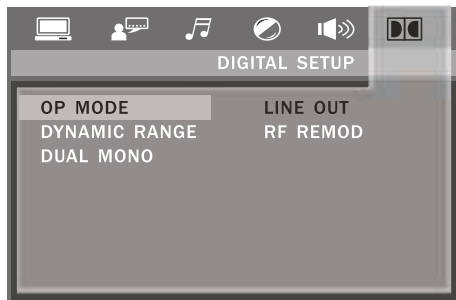 DIGITAL SETUP
OP MODE
LINE OUT
DYNAMIC RANGE
RF REMOD
DUAL MONO